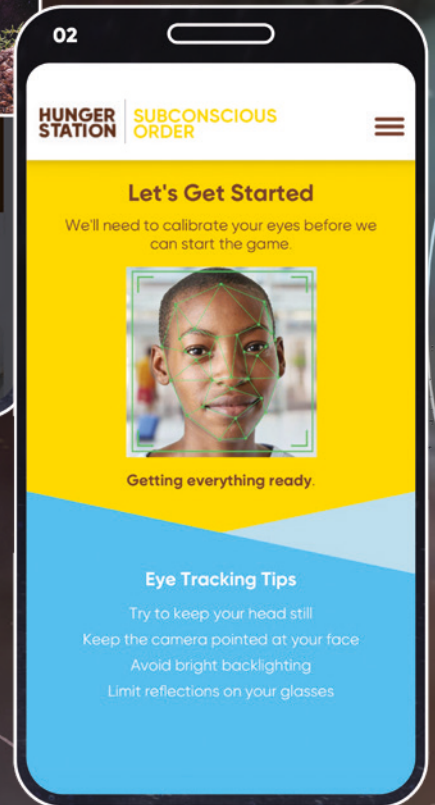 02
HUNGER
STATION
SUBCONSCIOUS
ORDER
Let's Get Started
We'll need to calibrate your eyes before we
can start the game.
Getting everything ready.
Eye Tracking Tips
Try to keep your head still
Keep the camera pointed at your face
Avoid bright backlighting
Limit reflections on your glasses